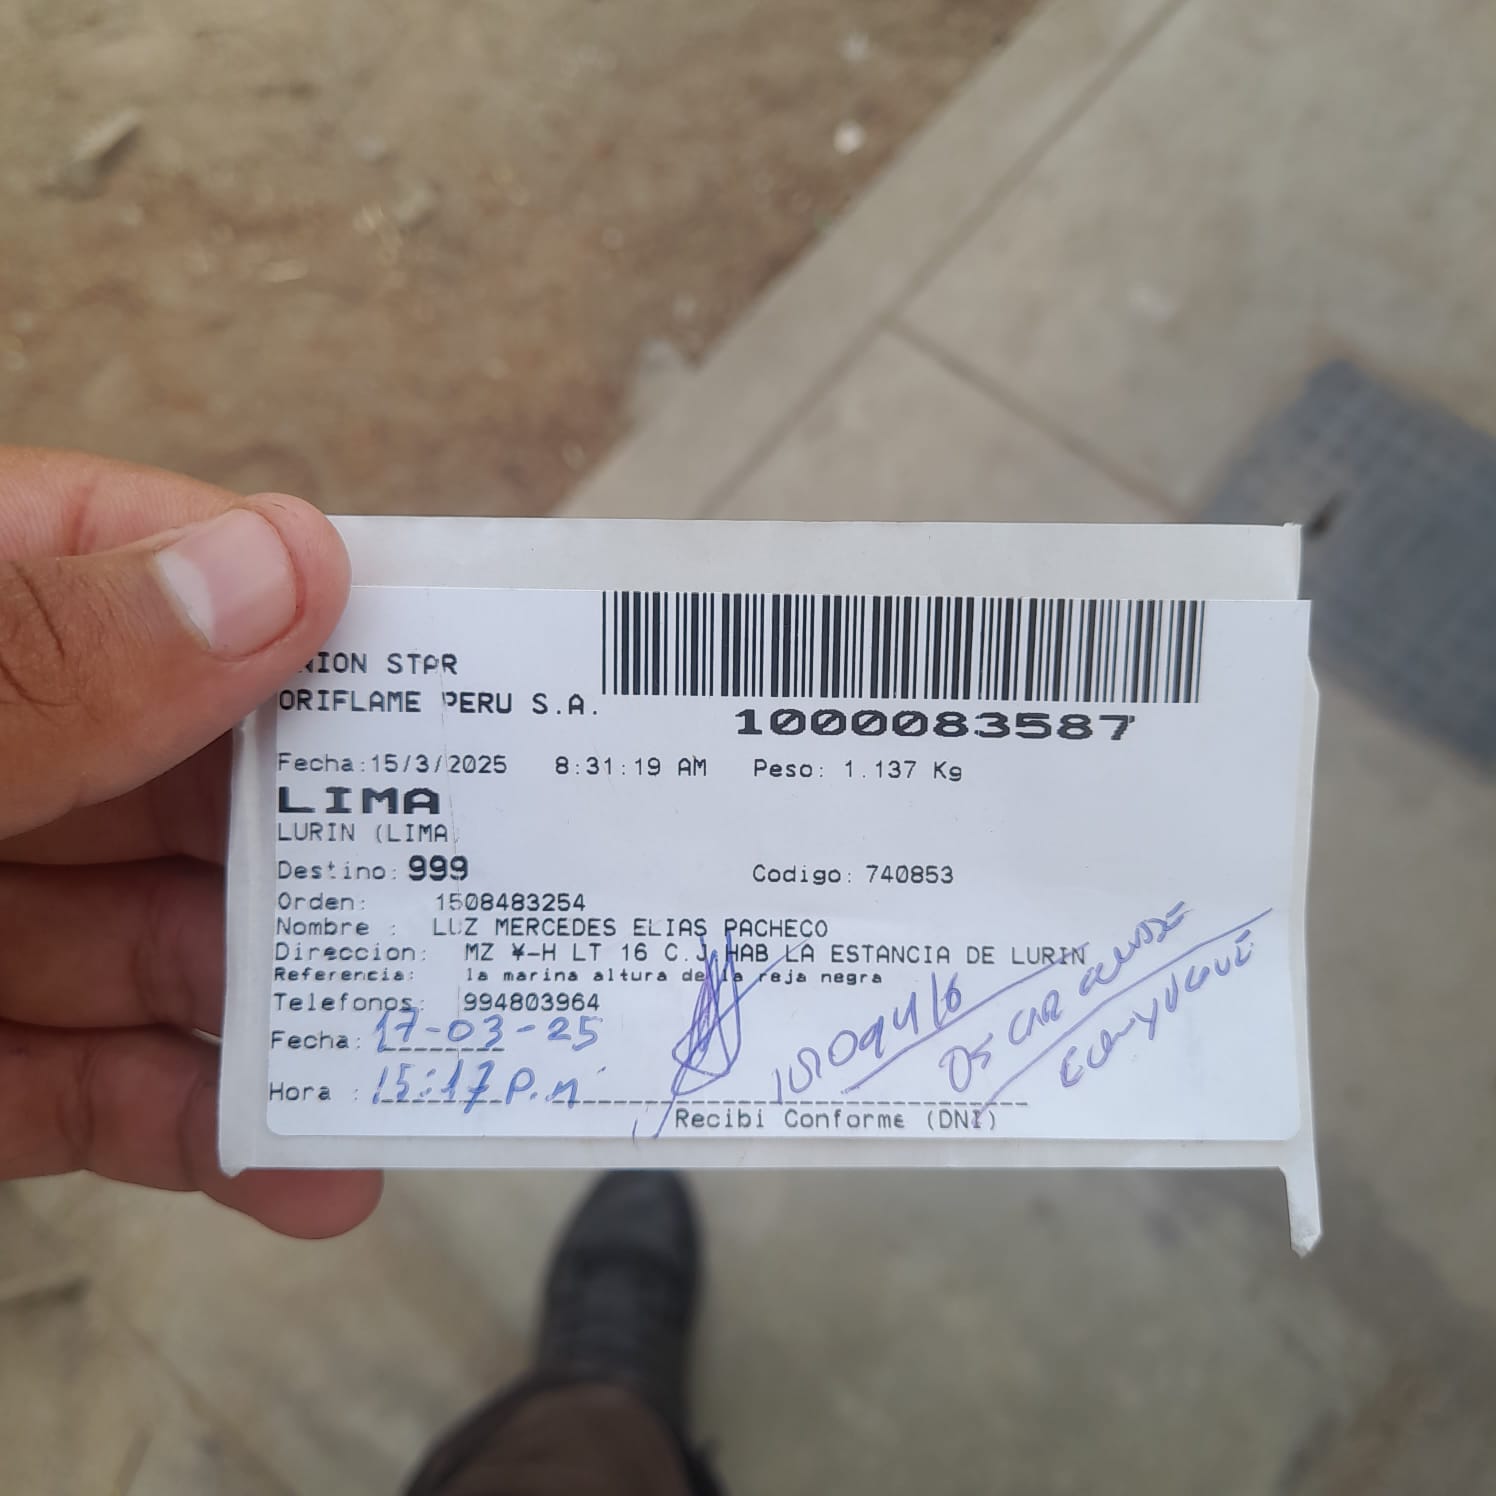 NION STAR
ORIFLAME PERU S.A.
1000083587
Fecha:15/3/2025 8:31:19 AM Peso: 1.137 Kg
LIMA
LURIN (LIMA
Destino: 999 Codigo: 740853
Orden: 1508483254
Nombre : LUZ MERCEDES ELIAS PACHECO
Direccion: MZ ¥-H LT 16 C.J HAB LA ESTANCIA DE LURIN
Referencia: la marina altura de la reja negra
Telefonos: 994803964
Fecha: 17-03-25
Hora : 15:17 P.M
OSCAR
Recibi Conforme (DNI)